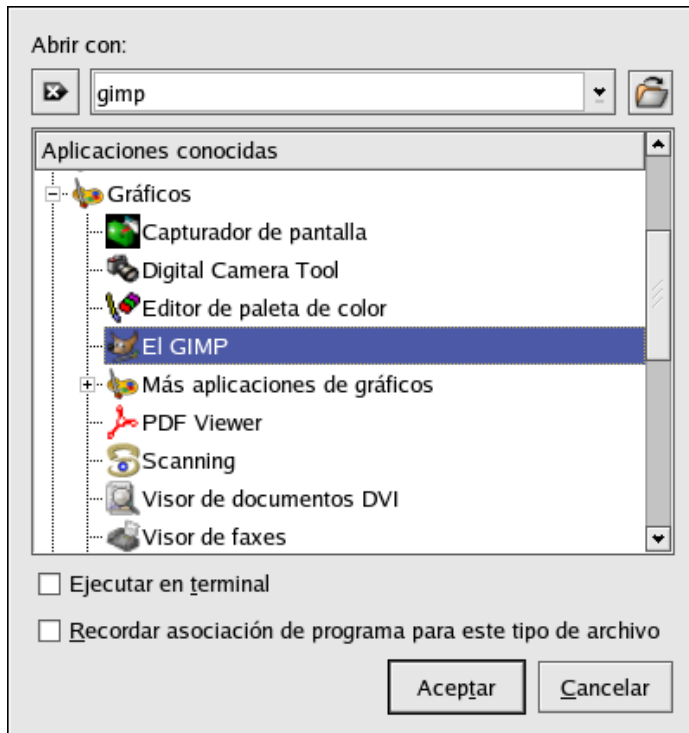 Abrir con:
gimp
Aplicaciones conocidas
Gráficos
Capturador de pantalla
Digital Camera Tool
Editor de paleta de color
El GIMP
Más aplicaciones de gráficos
PDF Viewer
Scanning
Visor de documentos DVI
Visor de faxes
Ejecutar en terminal
Recordar asociación de programa para este tipo de archivo
Aceptar
Cancelar